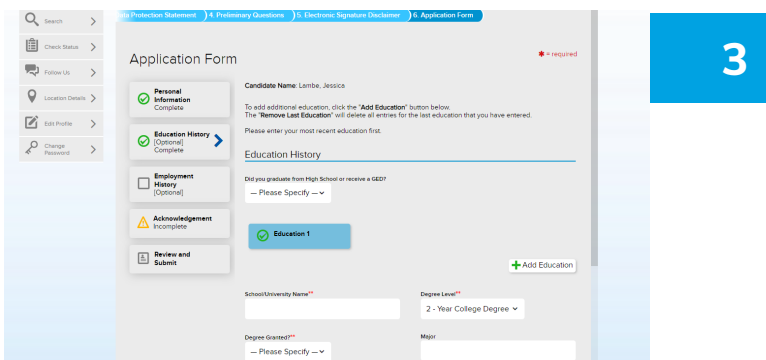 Search
Check Status
Follow Us
Location Details
Edit Profile
Change
Password
Protection Statement
4. Preliminary Questions
5. Electronic Signature Disclaimer
6. Application Form
Application Form
* = required
Personal
Information
Complete
Education History
[Optional]
Complete
Employment
History
[Optional]
Acknowledgement
Incomplete
Review and
Submit
Candidate Name: Lambe, Jessica
To add additional education, click the "Add Education" button below.
The "Remove Last Education" will delete all entries for the last education that you have entered.
Please enter your most recent education first.
Education History
Did you graduate from High School or receive a GED?
— Please Specify —
Education 1
Add Education
School/University Name**
Degree Level**
2 - Year College Degree
Degree Granted?**
Major
— Please Specify —
3